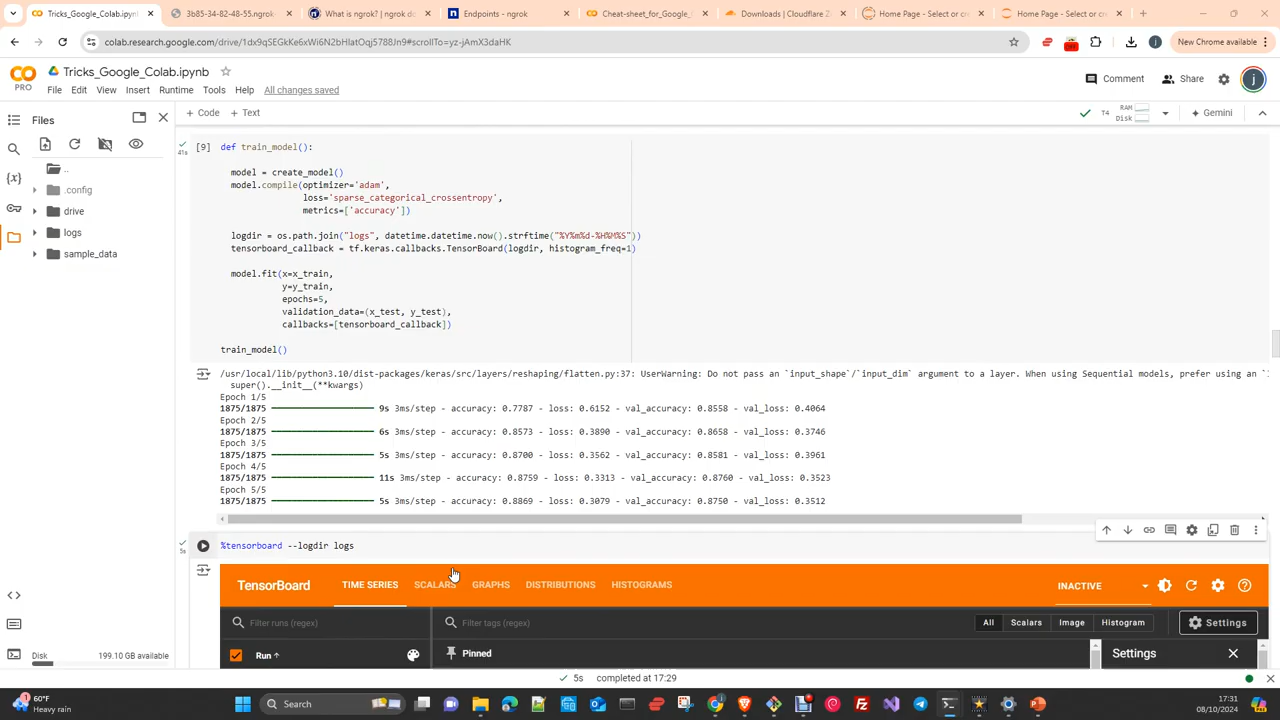 Tricks_Google_Colab.ipynb
3b85-34-82-48-55.ngrok
What is ngrok? | ngrok do
Endpoints - ngrok
Cheat-sheet_for_Google_
Downloads | Cloudflare Z
Home Page - Select or cre
Home Page - Select or cre
colab.research.google.com/drive/1dx9qSEGkKe6xWi6N2bHIatOqj5788Jn9#scrollTo=yz-jAmX3daHK
OFF
j
New Chrome available
CO
PRO
Tricks_Google_Colab.ipynb
File Edit View Insert Runtime Tools Help All changes saved
Comment
Share
j
Files
+ Code + Text
T4
RAM
Disk
Gemini
..
.config
drive
logs
sample_data
{x}
41s
[9] def train_model():
model = create_model()
model.compile(optimizer='adam',
loss='sparse_categorical_crossentropy',
metrics=['accuracy'])
logdir = os.path.join("logs", datetime.datetime.now().strftime("%Y%m%d-%H%M%S"))
tensorboard_callback = tf.keras.callbacks.TensorBoard(logdir, histogram_freq=1)
model.fit(x=x_train,
y=y_train,
epochs=5,
validation_data=(x_test, y_test),
callbacks=[tensorboard_callback])
train_model()
/usr/local/lib/python3.10/dist-packages/keras/src/layers/reshaping/flatten.py:37: UserWarning: Do not pass an `input_shape`/`input_dim` argument to a layer. When using Sequential models, prefer using an `
super().__init__(**kwargs)
Epoch 1/5
1875/1875 9s 3ms/step - accuracy: 0.7787 - loss: 0.6152 - val_accuracy: 0.8558 - val_loss: 0.4064
Epoch 2/5
1875/1875 6s 3ms/step - accuracy: 0.8573 - loss: 0.3890 - val_accuracy: 0.8658 - val_loss: 0.3746
Epoch 3/5
1875/1875 5s 3ms/step - accuracy: 0.8700 - loss: 0.3562 - val_accuracy: 0.8581 - val_loss: 0.3961
Epoch 4/5
1875/1875 11s 3ms/step - accuracy: 0.8759 - loss: 0.3313 - val_accuracy: 0.8760 - val_loss: 0.3523
Epoch 5/5
1875/1875 5s 3ms/step - accuracy: 0.8869 - loss: 0.3079 - val_accuracy: 0.8750 - val_loss: 0.3512
5s
%tensorboard --logdir logs
TensorBoard TIME SERIES SCALARS GRAPHS DISTRIBUTIONS HISTOGRAMS INACTIVE
Filter runs (regex)
Filter tags (regex)
All Scalars Image Histogram Settings
Run
Pinned
Settings
Disk 199.10 GB available
5s completed at 17:29
60°F
Heavy rain
Search
17:31
08/10/2024